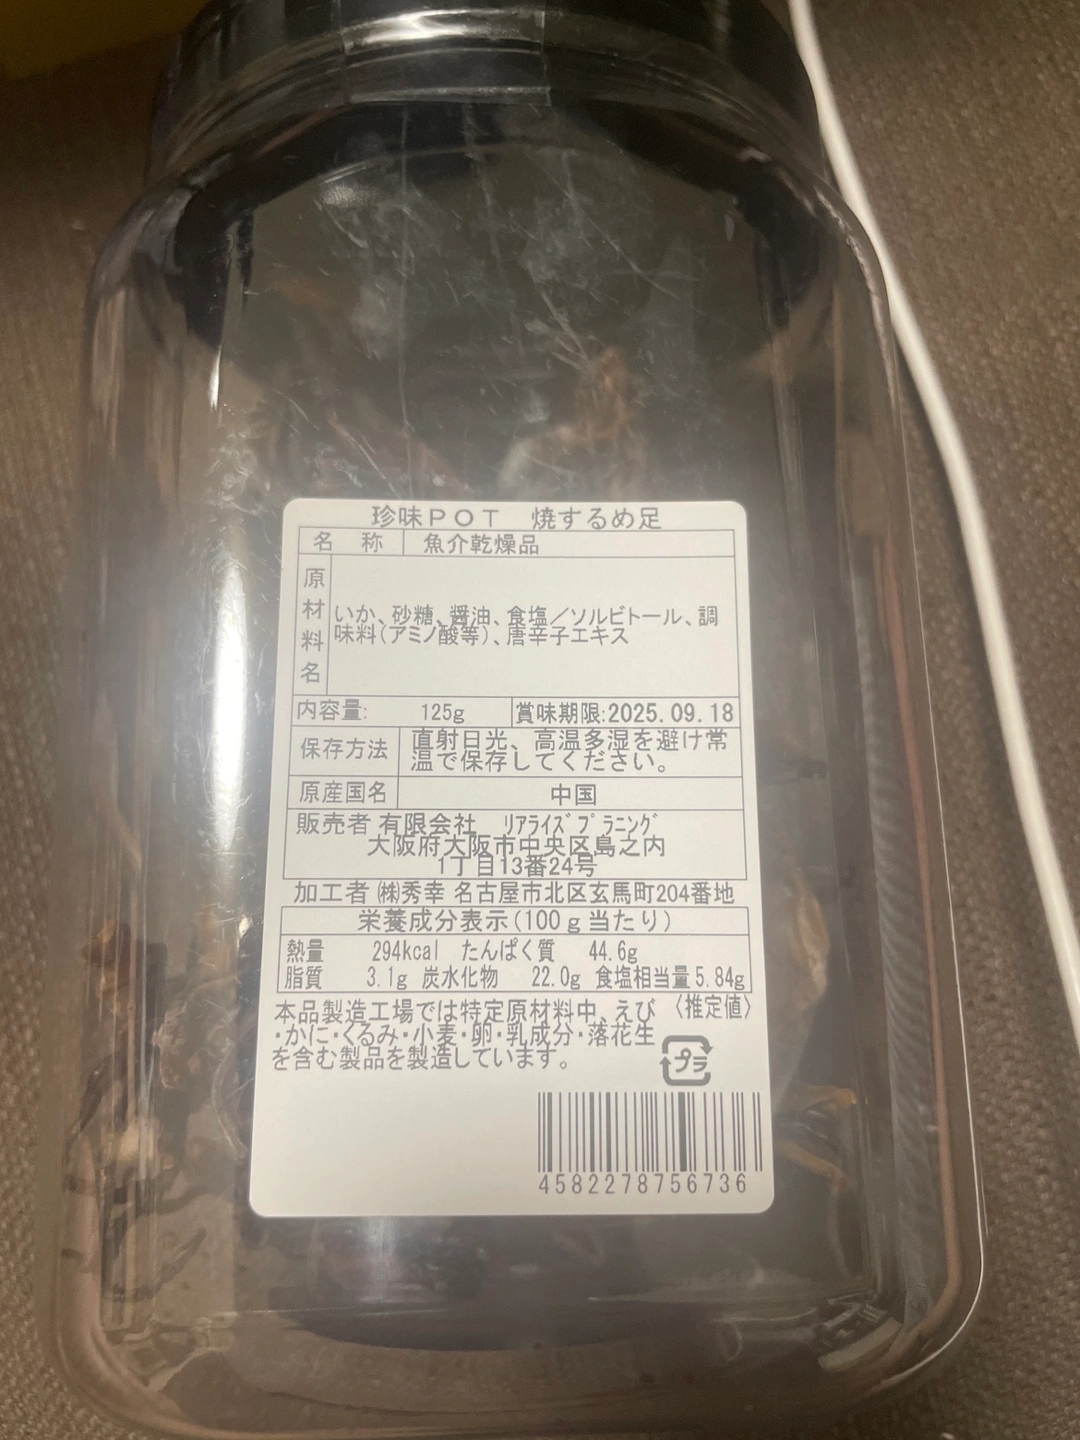 珍味POT 焼するめ足
名 称 魚介乾燥品
原材料名
いか、砂糖、醤油、食塩／ソルビトール、調
味料(アミノ酸等)、唐辛子エキス
内容量: 125g 賞味期限:2025.09.18
保存方法
直射日光、高温多湿を避け常
温で保存してください。
原産国名 中国
販売者 有限会社 ﾘｱﾗｲｽﾞﾌﾟﾗﾆﾝｸﾞ
大阪府大阪市中央区島之内
1丁目13番24号
加工者 ㈱秀幸 名古屋市北区玄馬町204番地
栄養成分表示(100g当たり)
熱量 294kcal たんぱく質 44.6g
脂質 3.1g 炭水化物 22.0g 食塩相当量 5.84g
〈推定値〉
本品製造工場では特定原材料中、えび
・かに・くるみ・小麦・卵・乳成分・落花生
を含む製品を製造しています。
プラ
4582278756736